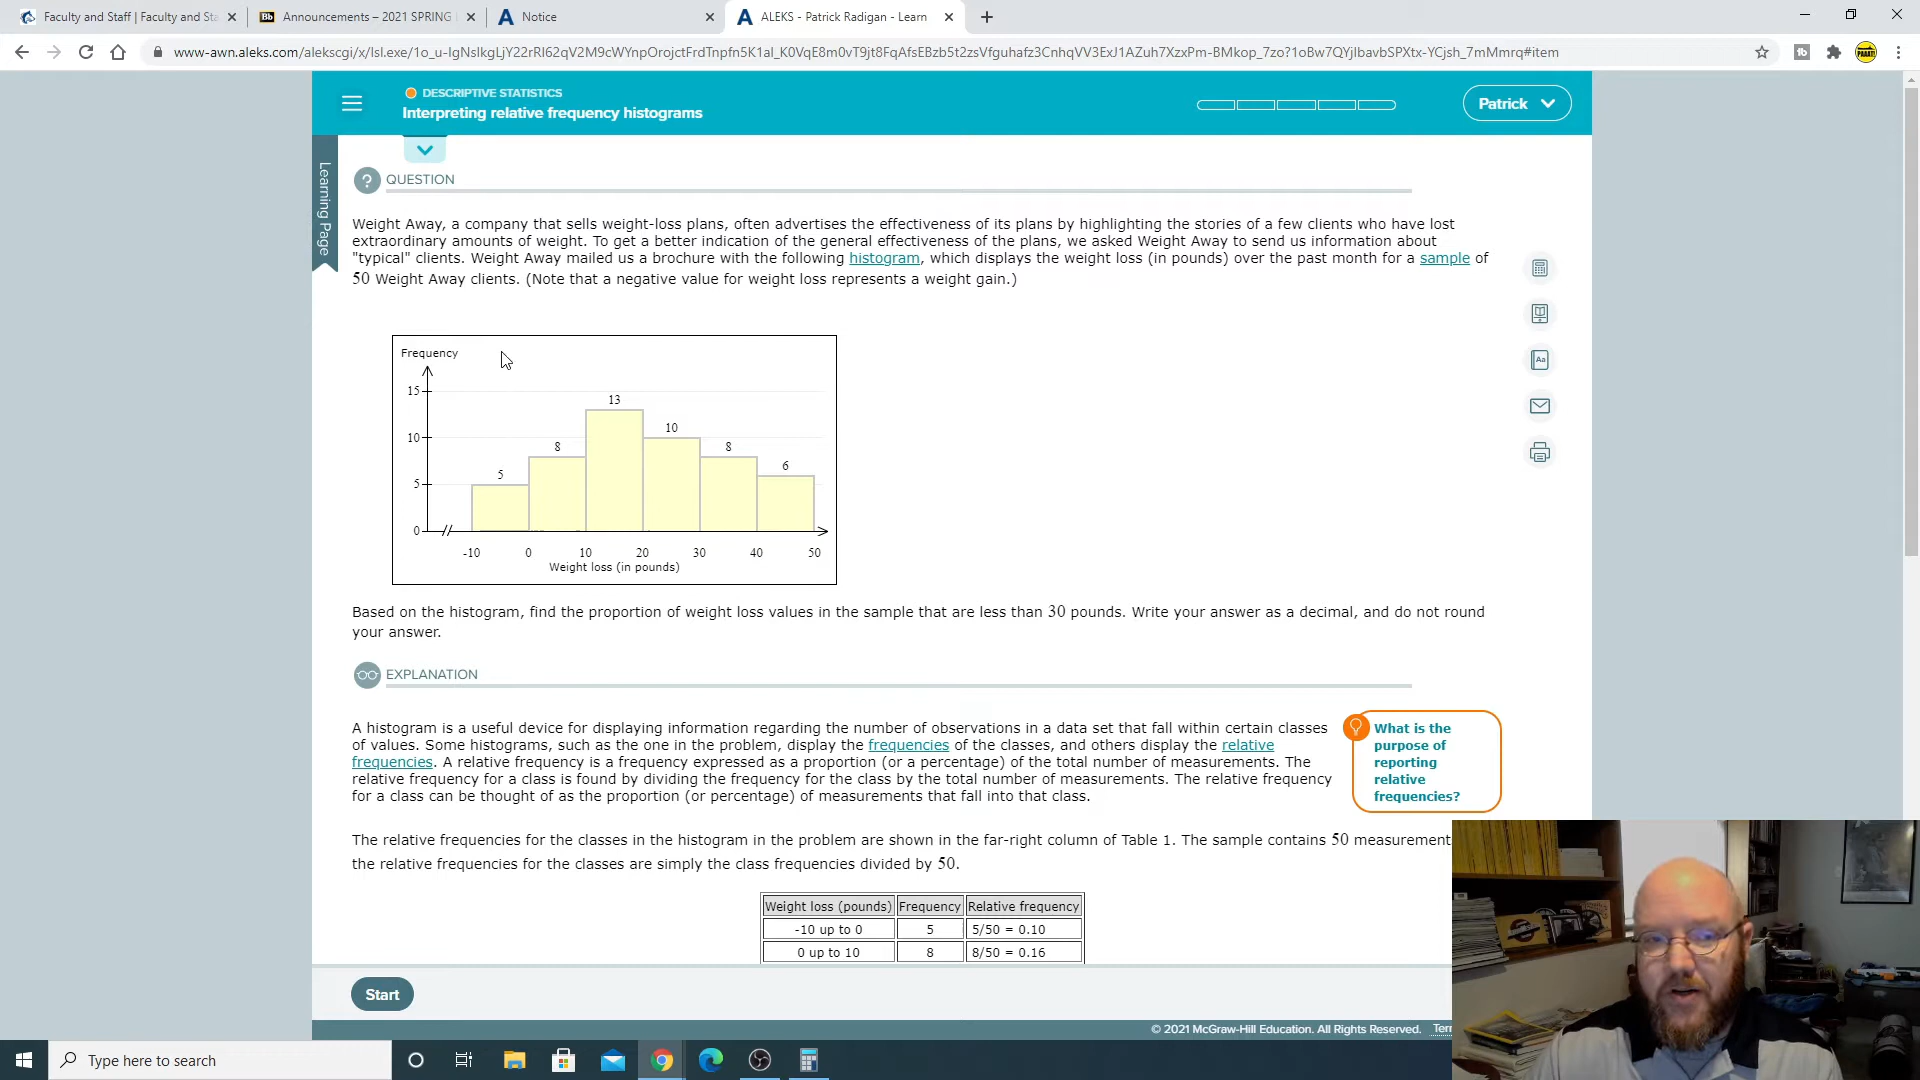 Faculty and Staff | Faculty and Sta
Announcements – 2021 SPRING
Notice
ALEKS - Patrick Radigan - Learn
www-awn.aleks.com/alekscgi/x/Isl.exe/1o_u-IgNslkgLjY22rRI62qV2M9cWYnpOrojctFrdTnpfn5K1al_K0VqE8m0vT9jt8FqAfsEBzb5t2zsVfguhafz3CnhqVV3ExJ1AZuh7XzxPm-BMkop_7zo?1oBw7QYjlbavbSPXtx-YCjsh_7mMmrq#item
DESCRIPTIVE STATISTICS
Interpreting relative frequency histograms
Patrick
Learning Page
QUESTION
Weight Away, a company that sells weight-loss plans, often advertises the effectiveness of its plans by highlighting the stories of a few clients who have lost
extraordinary amounts of weight. To get a better indication of the general effectiveness of the plans, we asked Weight Away to send us information about
"typical" clients. Weight Away mailed us a brochure with the following histogram, which displays the weight loss (in pounds) over the past month for a sample of
50 Weight Away clients. (Note that a negative value for weight loss represents a weight gain.)
Frequency
15
13
10
10
8
8
6
5
5
0
-10 0 10 20 30 40 50
Weight loss (in pounds)
Based on the histogram, find the proportion of weight loss values in the sample that are less than 30 pounds. Write your answer as a decimal, and do not round
your answer.
EXPLANATION
A histogram is a useful device for displaying information regarding the number of observations in a data set that fall within certain classes
of values. Some histograms, such as the one in the problem, display the frequencies of the classes, and others display the relative
frequencies. A relative frequency is a frequency expressed as a proportion (or a percentage) of the total number of measurements. The
relative frequency for a class is found by dividing the frequency for the class by the total number of measurements. The relative frequency
for a class can be thought of as the proportion (or percentage) of measurements that fall into that class.
What is the
purpose of
reporting
relative
frequencies?
The relative frequencies for the classes in the histogram in the problem are shown in the far-right column of Table 1. The sample contains 50 measurement
the relative frequencies for the classes are simply the class frequencies divided by 50.
Weight loss (pounds) Frequency Relative frequency
-10 up to 0 5 5/50 = 0.10
0 up to 10 8 8/50 = 0.16
Start
© 2021 McGraw-Hill Education. All Rights Reserved. Terr
Type here to search